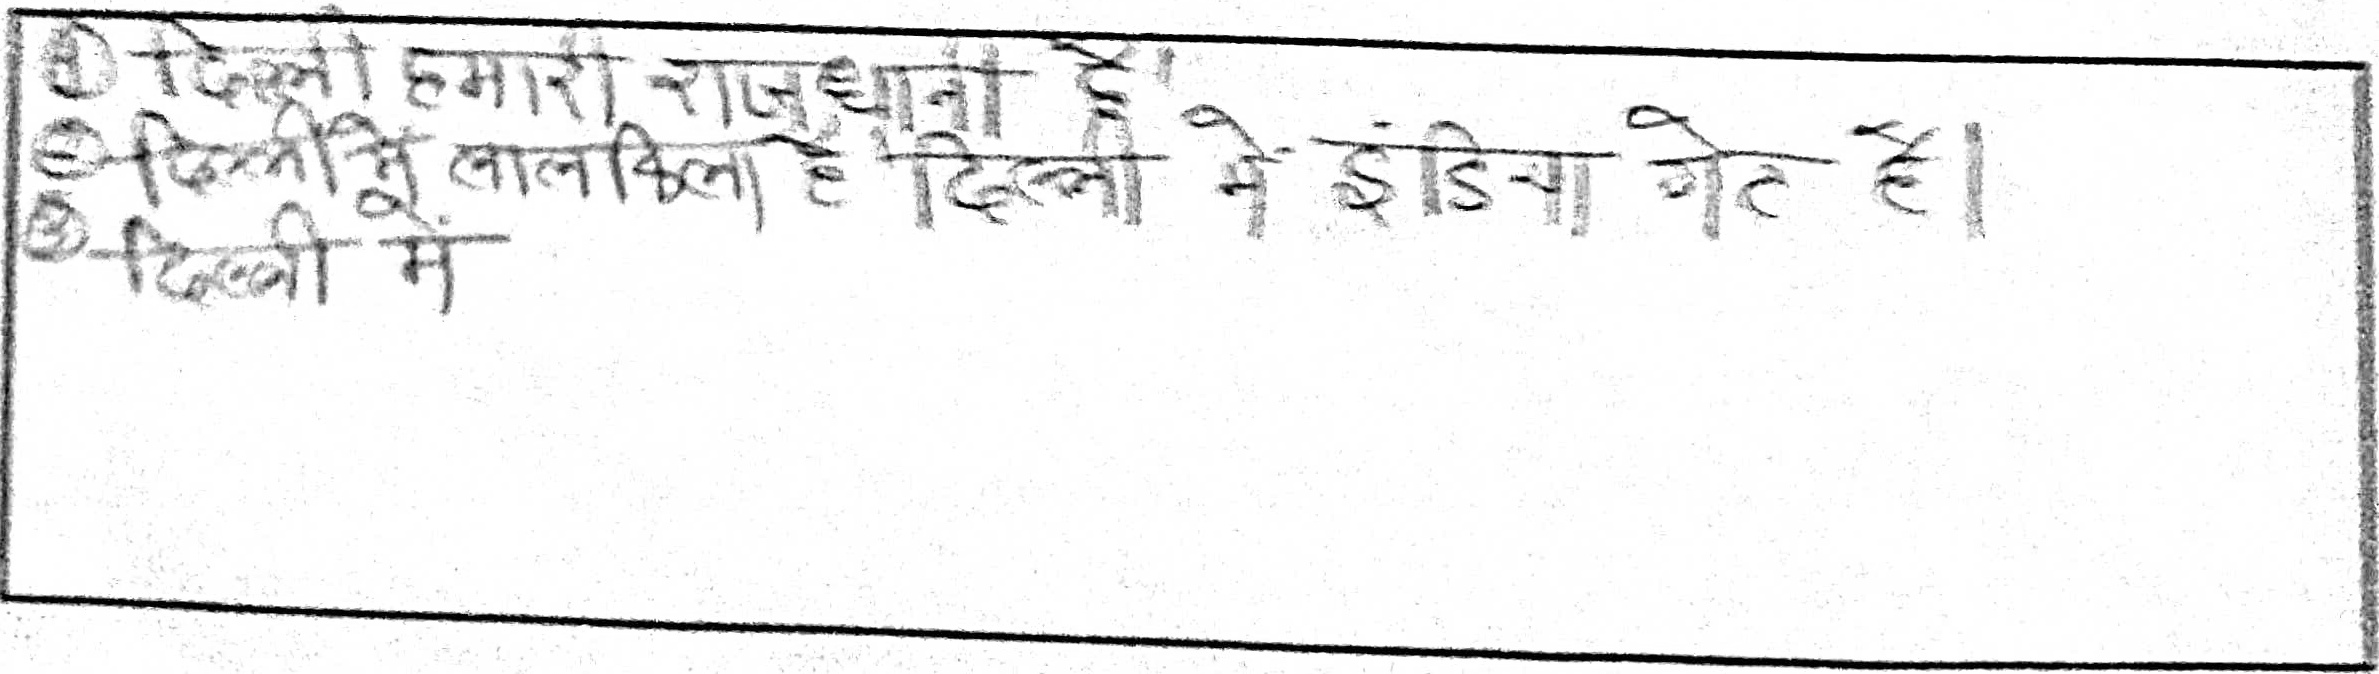 ① दिल्ली हमारी राजधानी है।
② दिल्ली में लाल किला है। दिल्ली में इंडिया गेट है।
③ दिल्ली में